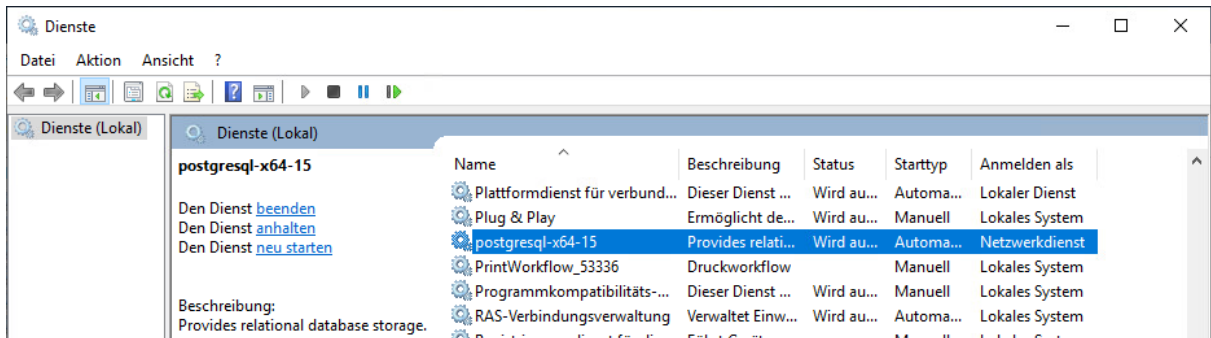 Dienste
Datei Aktion Ansicht ?
Dienste (Lokal)
Dienste (Lokal)
postgresql-x64-15
Den Dienst beenden
Den Dienst anhalten
Den Dienst neu starten
Beschreibung:
Provides relational database storage.
Name Beschreibung Status Starttyp Anmelden als
Plattformdienst für verbund... Dieser Dienst ... Wird au... Automa... Lokaler Dienst
Plug & Play Ermöglicht de... Wird au... Manuell Lokales System
postgresql-x64-15 Provides relati... Wird au... Automa... Netzwerkdienst
PrintWorkflow_53336 Druckworkflow Manuell Lokales System
Programmkompatibilitäts-... Dieser Dienst ... Wird au... Manuell Lokales System
RAS-Verbindungsverwaltung Verwaltet Einw... Wird au... Automa... Lokales System